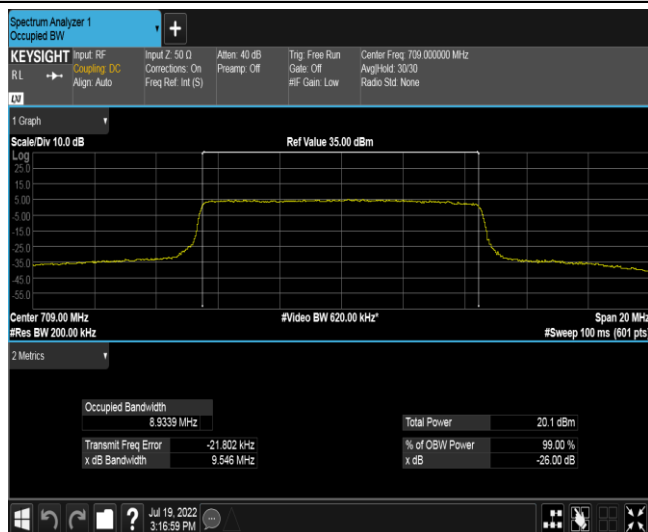 Spectrum Analyzer 1
Occupied BW
KEYSIGHT Input: RF Input Z: 50 Ω Atten: 40 dB Trig: Free Run Center Freq: 709.000000 MHz
RL Coupling: DC Corrections: On Preamp: Off Gate: Off Avg|Hold: 30/30
Align: Auto Freq Ref: Int (S) #IF Gain: Low Radio Std: None
LXI
1 Graph
Scale/Div 10.0 dB Ref Value 35.00 dBm
Log
25.0
15.0
5.00
-5.00
-15.0
-25.0
-35.0
-45.0
-55.0
Center 709.00 MHz #Video BW 620.00 kHz* Span 20 MHz
#Res BW 200.00 kHz #Sweep 100 ms (601 pts)
2 Metrics
Occupied Bandwidth
8.9339 MHz Total Power 20.1 dBm
Transmit Freq Error -21.802 kHz % of OBW Power 99.00 %
x dB Bandwidth 9.546 MHz x dB -26.00 dB
? Jul 19, 2022
3:16:59 PM